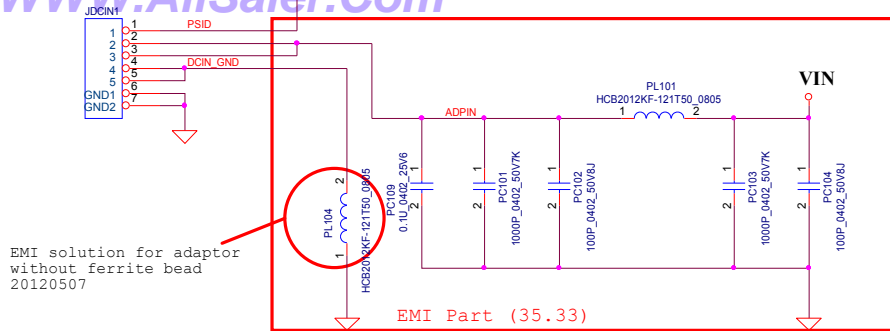 WWW.AllSaler.Com
JDCIN1
1
2
3
4
5
GND1
GND2
1
2
3
4
5
6
7
PSID
DCIN_GND
ADPIN
PL101
HCB2012KF-121T50_0805
1
2
VIN
2
1
PL104
HCB2012KF-121T50_0805
1
2
PC109
0.1U_0402_25V6
1
2
PC101
1000P_0402_50V7K
1
2
PC102
100P_0402_50V8J
1
2
PC103
1000P_0402_50V7K
1
2
PC104
100P_0402_50V8J
EMI solution for adaptor
without ferrite bead
20120507
EMI Part (35.33)